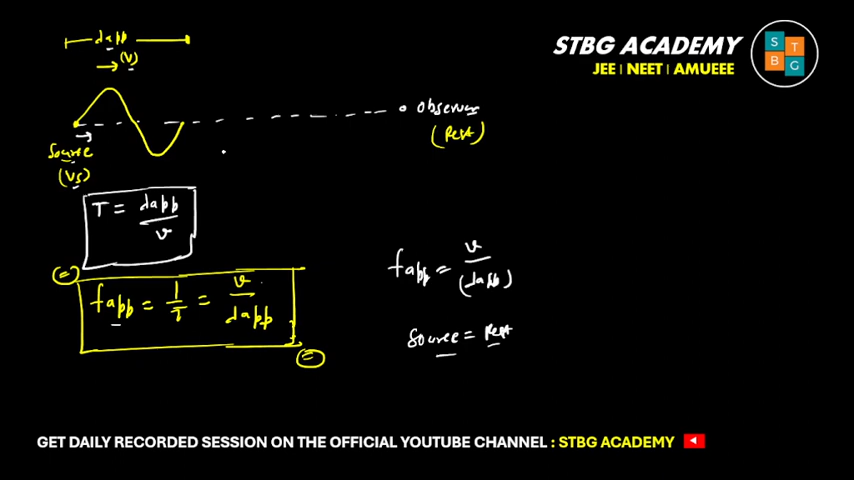 λapp
→ (v)
STBG ACADEMY
JEE | NEET | AMUEEE
S T
B G
observer
(Rest)
Source
(Vs)
T = λapp / v
fapp = 1/T = v / λapp
fapp = v / (λapp)
Source = Rest
GET DAILY RECORDED SESSION ON THE OFFICIAL YOUTUBE CHANNEL : STBG ACADEMY